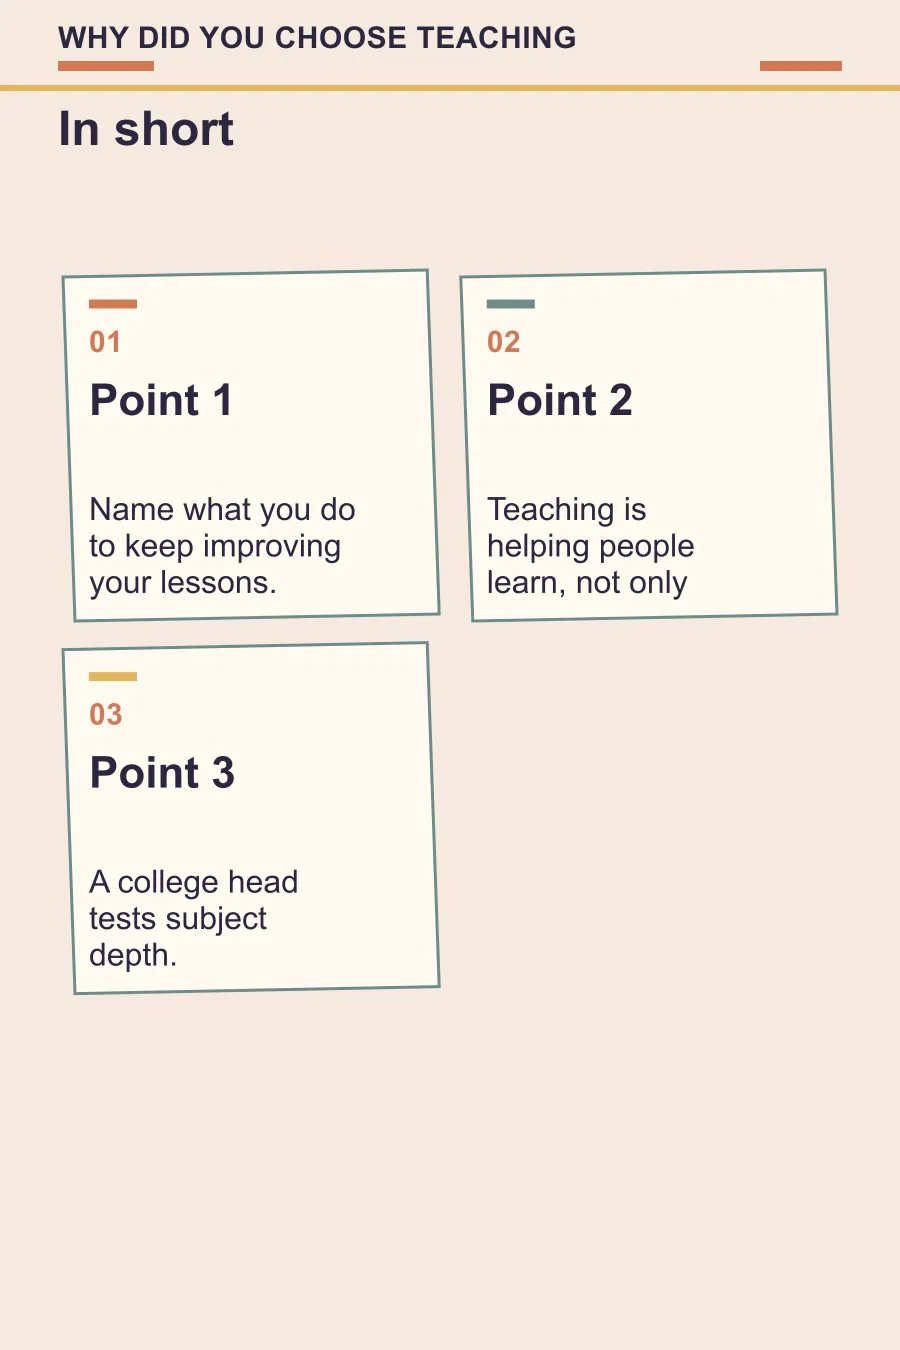 WHY DID YOU CHOOSE TEACHING
In short
01
Point 1
Name what you do
to keep improving
your lessons.
02
Point 2
Teaching is
helping people
learn, not only
03
Point 3
A college head
tests subject
depth.